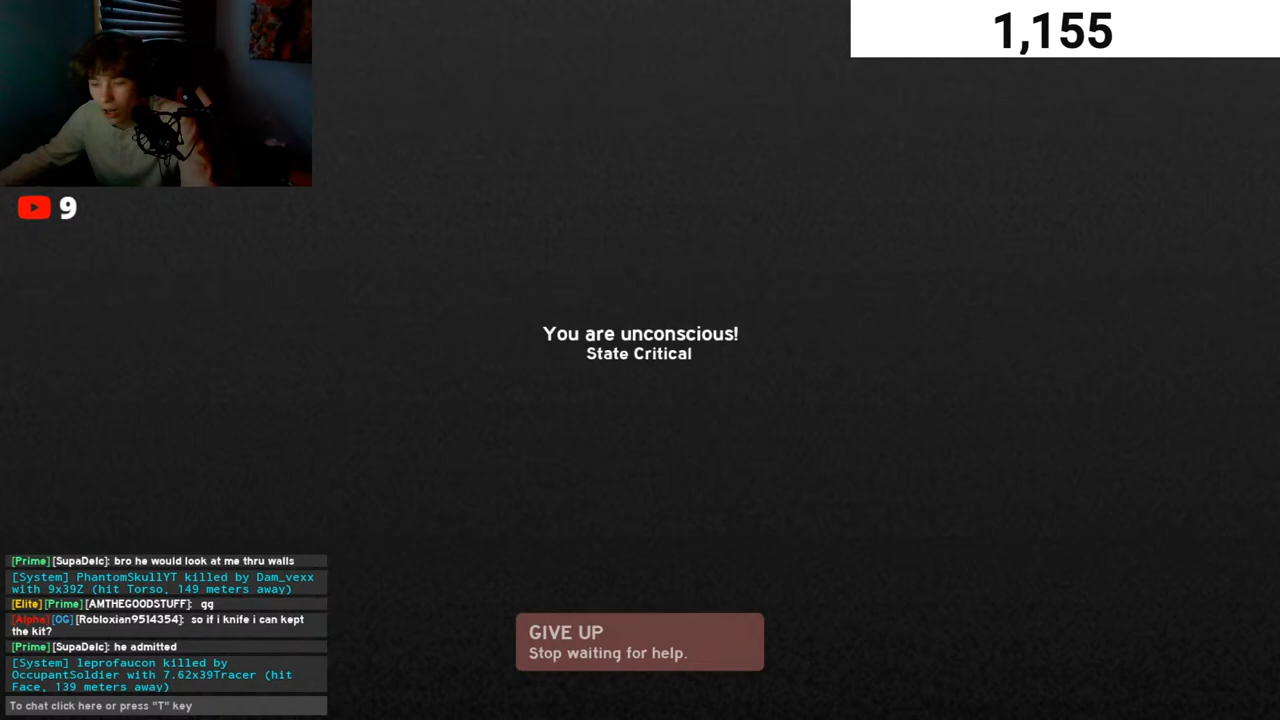 1,155
9
You are unconscious!
State Critical
[Prime][SupaDelc]: bro he would look at me thru walls
[System] PhantomSkullYT killed by Dam_vexx
with 9x39Z (hit Torso, 149 meters away)
[Elite][Prime][AMTHEGOODSTUFF]: gg
[Alpha][OG][Robloxian9514354]: so if i knife i can kept
the kit?
[Prime][SupaDelc]: he admitted
[System] leprofaucon killed by
OccupantSoldier with 7.62x39Tracer (hit
Face, 139 meters away)
To chat click here or press "T" key
GIVE UP
Stop waiting for help.